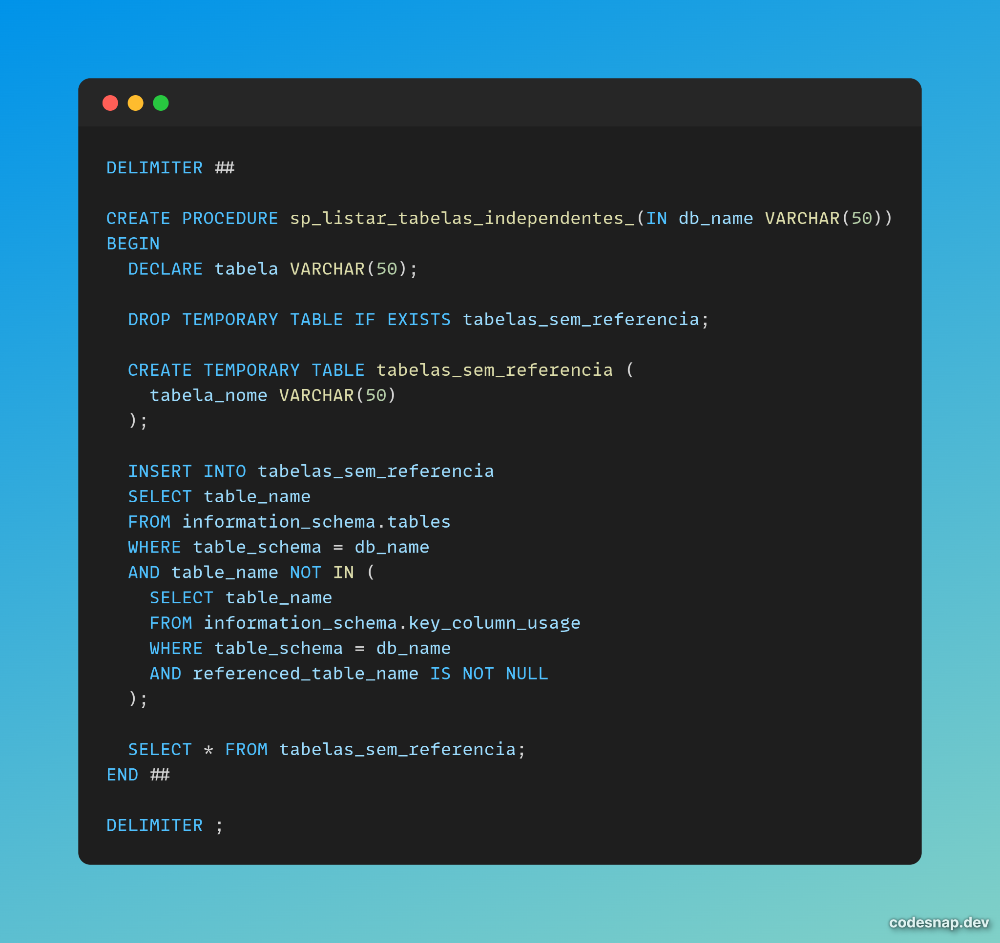 DELIMITER ##
CREATE PROCEDURE sp_listar_tabelas_independentes_(IN db_name VARCHAR(50))
BEGIN
  DECLARE tabela VARCHAR(50);
  DROP TEMPORARY TABLE IF EXISTS tabelas_sem_referencia;
  CREATE TEMPORARY TABLE tabelas_sem_referencia (
    tabela_nome VARCHAR(50)
  );
  INSERT INTO tabelas_sem_referencia
  SELECT table_name
  FROM information_schema.tables
  WHERE table_schema = db_name
  AND table_name NOT IN (
    SELECT table_name
    FROM information_schema.key_column_usage
    WHERE table_schema = db_name
    AND referenced_table_name IS NOT NULL
  );
  SELECT * FROM tabelas_sem_referencia;
END ##
DELIMITER ;
codesnap.dev